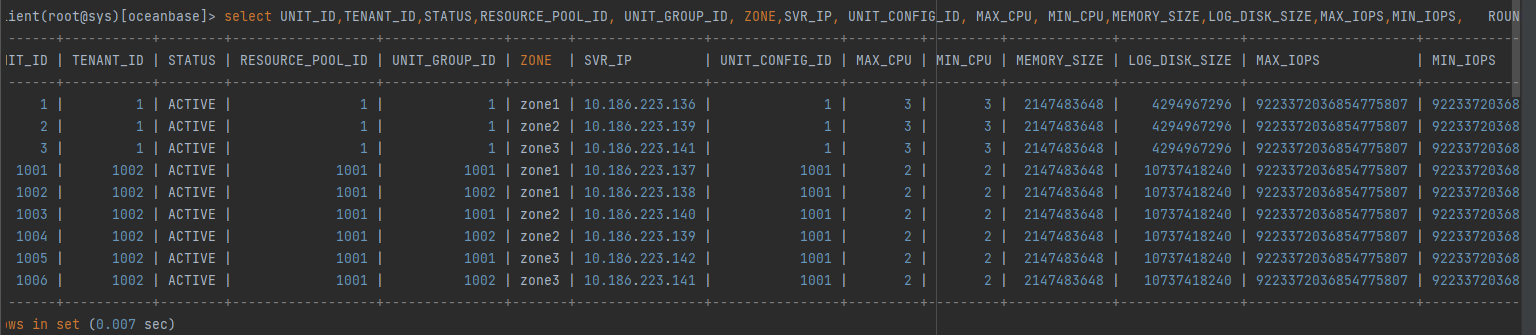 lient(root@sys)[oceanbase]> select UNIT_ID,TENANT_ID,STATUS,RESOURCE_POOL_ID, UNIT_GROUP_ID, ZONE,SVR_IP, UNIT_CONFIG_ID, MAX_CPU, MIN_CPU,MEMORY_SIZE,LOG_DISK_SIZE,MAX_IOPS,MIN_IOPS, ROUN
------+-----------+--------+------------------+---------------+-------+----------------+----------------+---------+---------+-------------+---------------+---------------------+------------
IT_ID | TENANT_ID | STATUS | RESOURCE_POOL_ID | UNIT_GROUP_ID | ZONE | SVR_IP | UNIT_CONFIG_ID | MAX_CPU | MIN_CPU | MEMORY_SIZE | LOG_DISK_SIZE | MAX_IOPS | MIN_IOPS
------+-----------+--------+------------------+---------------+-------+----------------+----------------+---------+---------+-------------+---------------+---------------------+------------
1 | 1 | ACTIVE | 1 | 1 | zone1 | 10.186.223.136 | 1 | 3 | 3 | 2147483648 | 4294967296 | 9223372036854775807 | 92233720368
2 | 1 | ACTIVE | 1 | 1 | zone2 | 10.186.223.139 | 1 | 3 | 3 | 2147483648 | 4294967296 | 9223372036854775807 | 92233720368
3 | 1 | ACTIVE | 1 | 1 | zone3 | 10.186.223.141 | 1 | 3 | 3 | 2147483648 | 4294967296 | 9223372036854775807 | 92233720368
1001 | 1002 | ACTIVE | 1001 | 1001 | zone1 | 10.186.223.137 | 1001 | 2 | 2 | 2147483648 | 10737418240 | 9223372036854775807 | 92233720368
1002 | 1002 | ACTIVE | 1001 | 1002 | zone1 | 10.186.223.138 | 1001 | 2 | 2 | 2147483648 | 10737418240 | 9223372036854775807 | 92233720368
1003 | 1002 | ACTIVE | 1001 | 1001 | zone2 | 10.186.223.140 | 1001 | 2 | 2 | 2147483648 | 10737418240 | 9223372036854775807 | 92233720368
1004 | 1002 | ACTIVE | 1001 | 1002 | zone2 | 10.186.223.139 | 1001 | 2 | 2 | 2147483648 | 10737418240 | 9223372036854775807 | 92233720368
1005 | 1002 | ACTIVE | 1001 | 1001 | zone3 | 10.186.223.142 | 1001 | 2 | 2 | 2147483648 | 10737418240 | 9223372036854775807 | 92233720368
1006 | 1002 | ACTIVE | 1001 | 1002 | zone3 | 10.186.223.141 | 1001 | 2 | 2 | 2147483648 | 10737418240 | 9223372036854775807 | 92233720368
------+-----------+--------+------------------+---------------+-------+----------------+----------------+---------+---------+-------------+---------------+---------------------+------------
ows in set (0.007 sec)